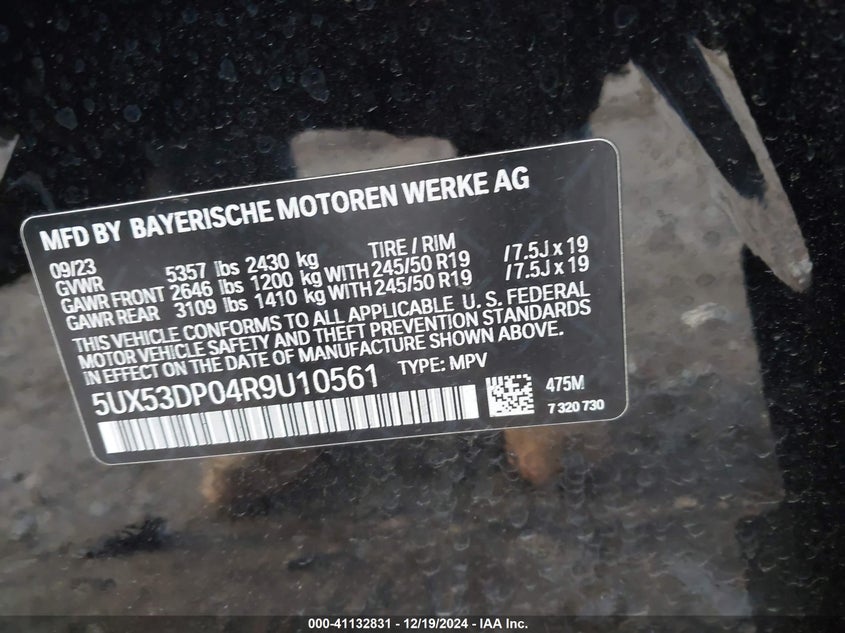 MFD BY BAYERISCHE MOTOREN WERKE AG
09/23 TIRE / RIM
GVWR 5357 lbs 2430 kg
GAWR FRONT 2646 lbs 1200 kg WITH 245/50 R19 / 7.5J x 19
GAWR REAR 3109 lbs 1410 kg WITH 245/50 R19 / 7.5J x 19
THIS VEHICLE CONFORMS TO ALL APPLICABLE U. S. FEDERAL
MOTOR VEHICLE SAFETY AND THEFT PREVENTION STANDARDS
IN EFFECT ON THE DATE OF MANUFACTURE SHOWN ABOVE.
5UX53DP04R9U10561 TYPE: MPV
475M
7 320 730
000-41132831 - 12/19/2024 - IAA Inc.